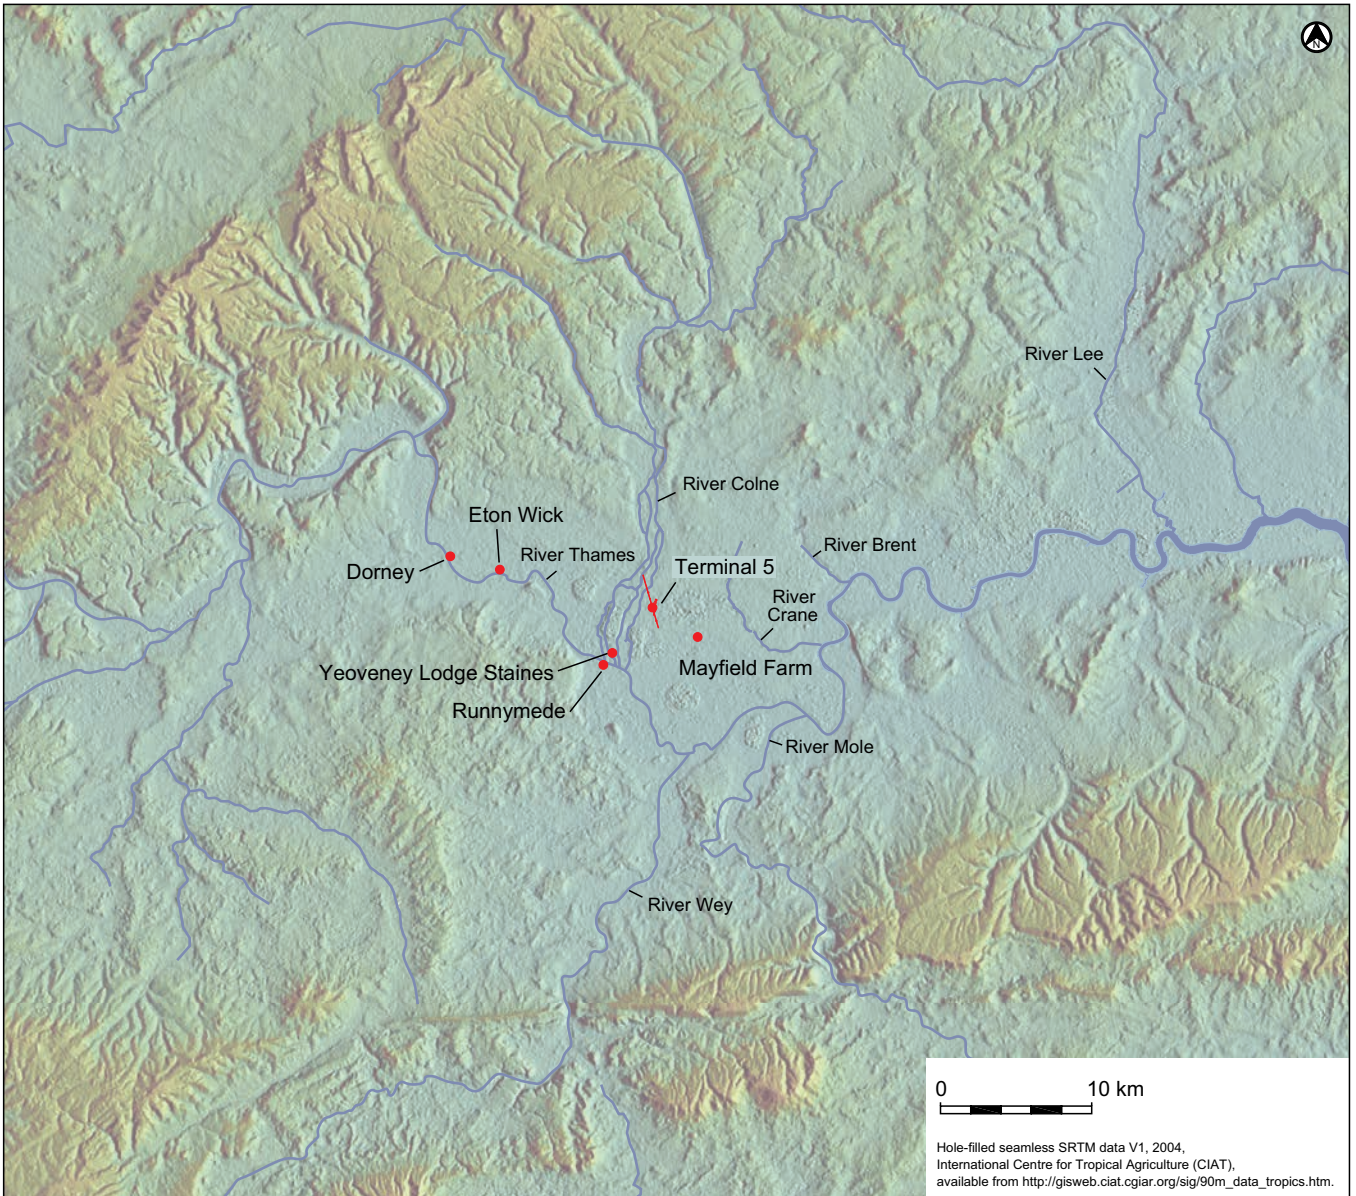 N
River Lee
River Colne
Eton Wick
River Thames
River Brent
Dorney
Terminal 5
River
Crane
Yeoveney Lodge Staines
Mayfield Farm
Runnymede
River Mole
River Wey
0 10 km
Hole-filled seamless SRTM data V1, 2004,
International Centre for Tropical Agriculture (CIAT),
available from http://gisweb.ciat.cgiar.org/sig/90m_data_tropics.htm.